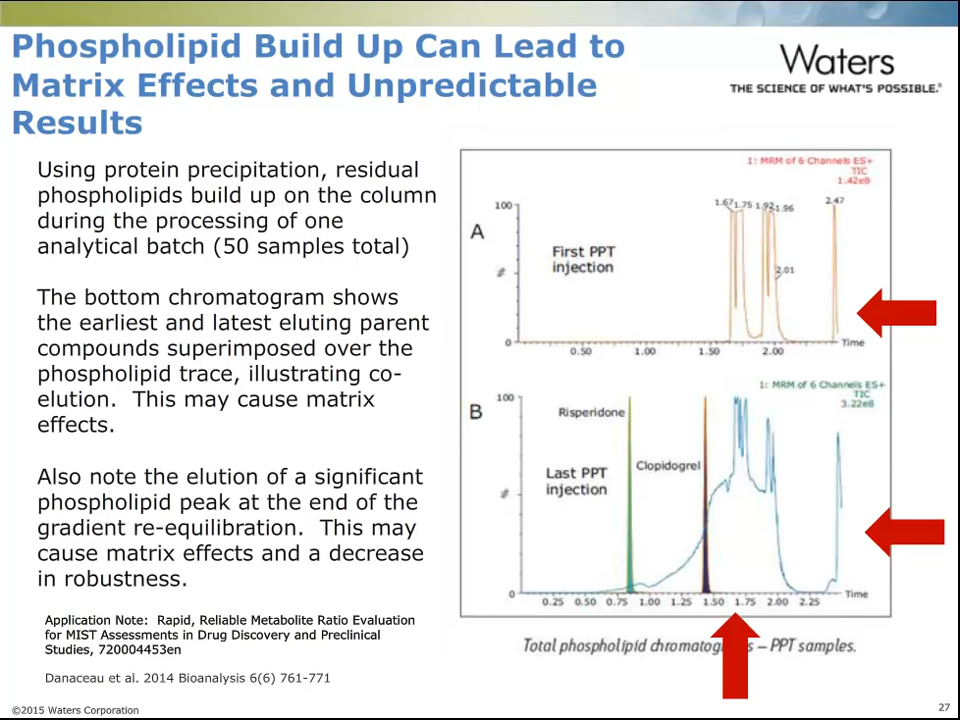 Phospholipid Build Up Can Lead to
Matrix Effects and Unpredictable
Results
Waters
THE SCIENCE OF WHAT'S POSSIBLE.®
Using protein precipitation, residual
phospholipids build up on the column
during the processing of one
analytical batch (50 samples total)
The bottom chromatogram shows
the earliest and latest eluting parent
compounds superimposed over the
phospholipid trace, illustrating co-
elution. This may cause matrix
effects.
Also note the elution of a significant
phospholipid peak at the end of the
gradient re-equilibration. This may
cause matrix effects and a decrease
in robustness.
Application Note: Rapid, Reliable Metabolite Ratio Evaluation
for MIST Assessments in Drug Discovery and Preclinical
Studies, 720004453en
Danaceau et al. 2014 Bioanalysis 6(6) 761-771
1: MRM of 6 Channels ES+
TIC
1.42e8
A
100
%
0
First PPT
injection
1.67 1.75 1.92 1.96
2.47
2.01
0.50 1.00 1.50 2.00
Time
1: MRM of 6 Channels ES+
TIC
3.22e8
B
100
%
0
Risperidone
Clopidogrel
Last PPT
injection
0.25 0.50 0.75 1.00 1.25 1.50 1.75 2.00 2.25
Time
Total phospholipid – PPT samples.
©2015 Waters Corporation
27